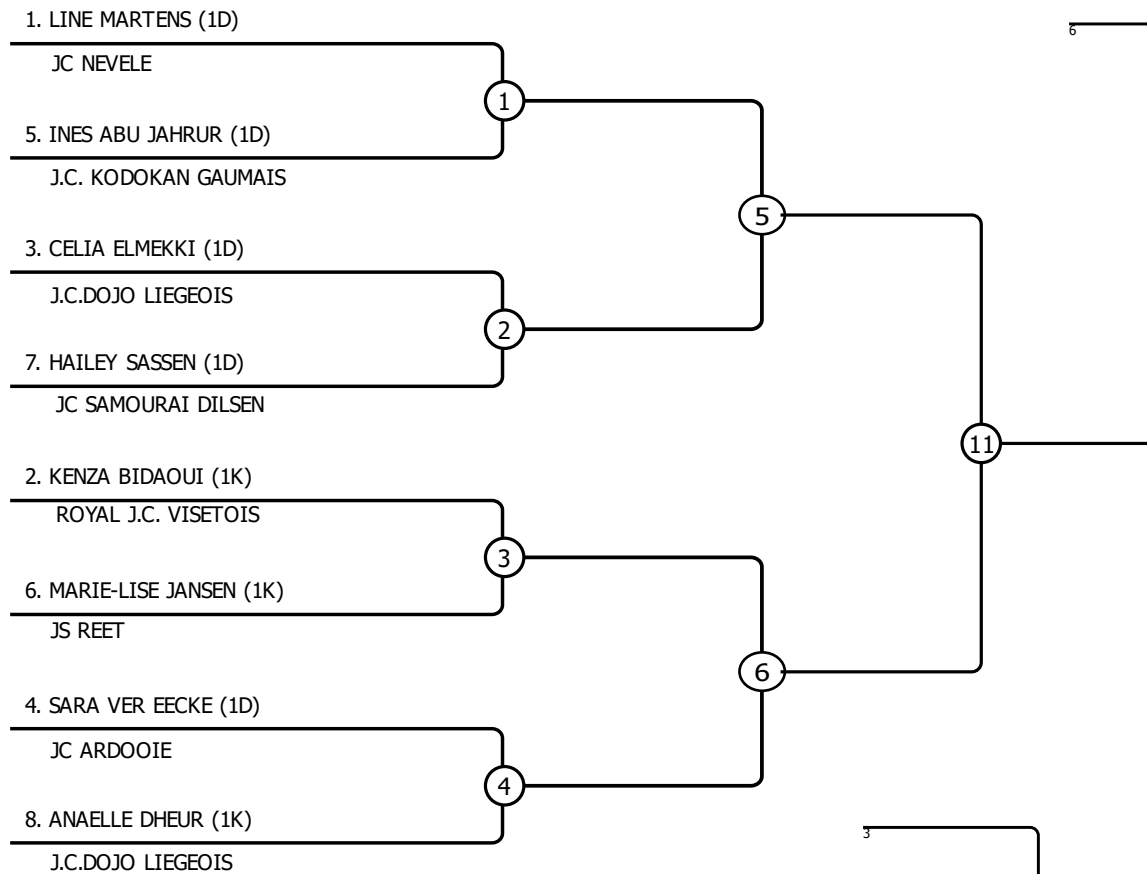 1. LINE MARTENS (1D)
6
JC NEVELE
1
5. INES ABU JAHRUR (1D)
J.C. KODOKAN GAUMAIS
5
3. CELIA ELMEKKI (1D)
J.C.DOJO LIEGEOIS
2
7. HAILEY SASSEN (1D)
JC SAMOURAI DILSEN
11
2. KENZA BIDAOUI (1K)
ROYAL J.C. VISETOIS
3
6. MARIE-LISE JANSEN (1K)
JS REET
6
4. SARA VER EECKE (1D)
JC ARDOOIE
4
8. ANAELLE DHEUR (1K)
3
J.C.DOJO LIEGEOIS